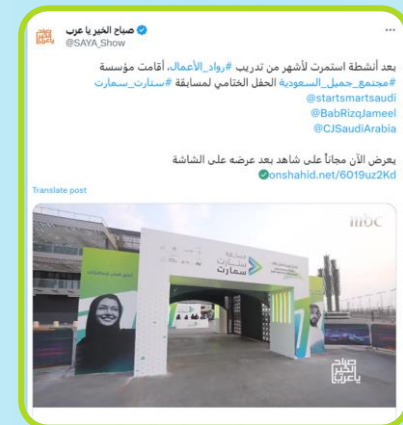 صباح الخير يا عرب
@SAYA_Show
بعد أنشطة استمرت لأشهر من تدريب #رواد_الأعمال، أقامت مؤسسة
#مجتمع_جميل_السعودية الحفل الختامي لمسابقة #ستارت_سمارت
@startsmartsaudi
@BabRizqJameel
@CJSaudiArabia
يعرض الآن مجاناً على شاهد بعد عرضه على الشاشة
onshahid.net/6019uz2Kd
Translate post
mbc
مسابقة
ستارت
سمارت
صباح
الخير
ياعرب